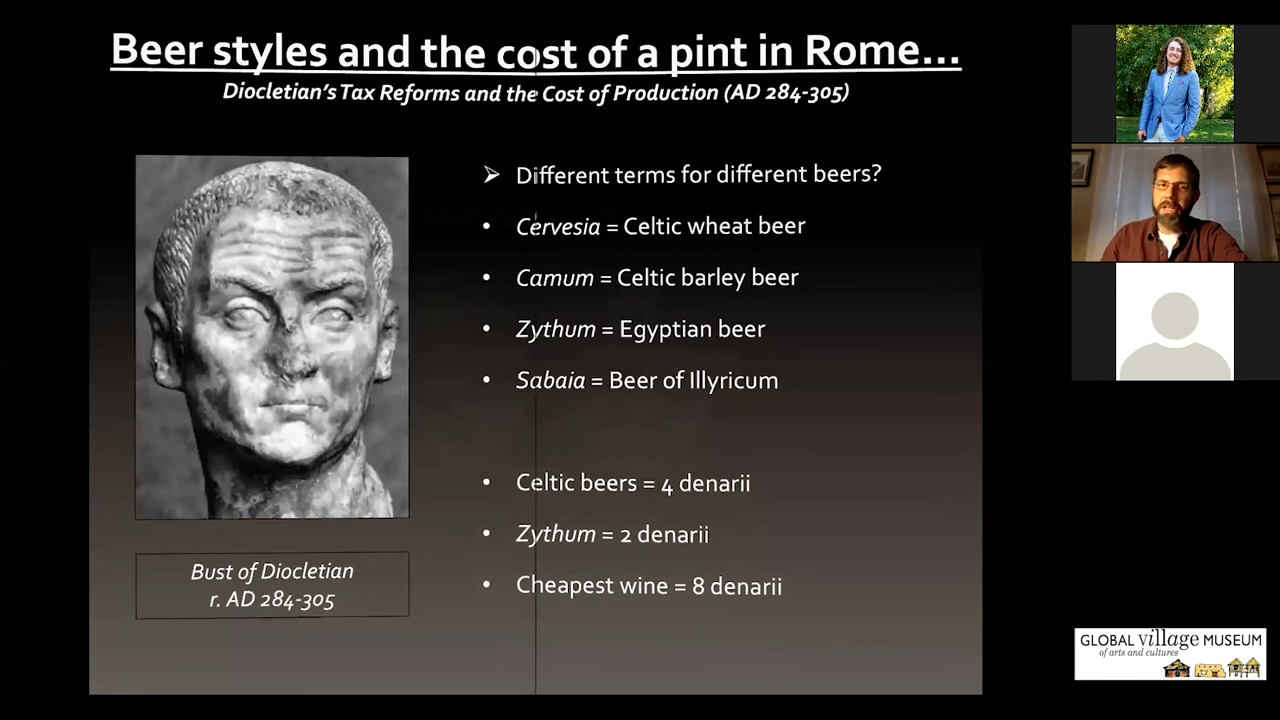 Beer styles and the cost of a pint in Rome...
Diocletian's Tax Reforms and the Cost of Production (AD 284-305)
➢ Different terms for different beers?
• Cervesia = Celtic wheat beer
• Camum = Celtic barley beer
• Zythum = Egyptian beer
• Sabaia = Beer of Illyricum
• Celtic beers = 4 denarii
• Zythum = 2 denarii
• Cheapest wine = 8 denarii
Bust of Diocletian
r. AD 284-305
GLOBAL village MUSEUM
of arts and cultures